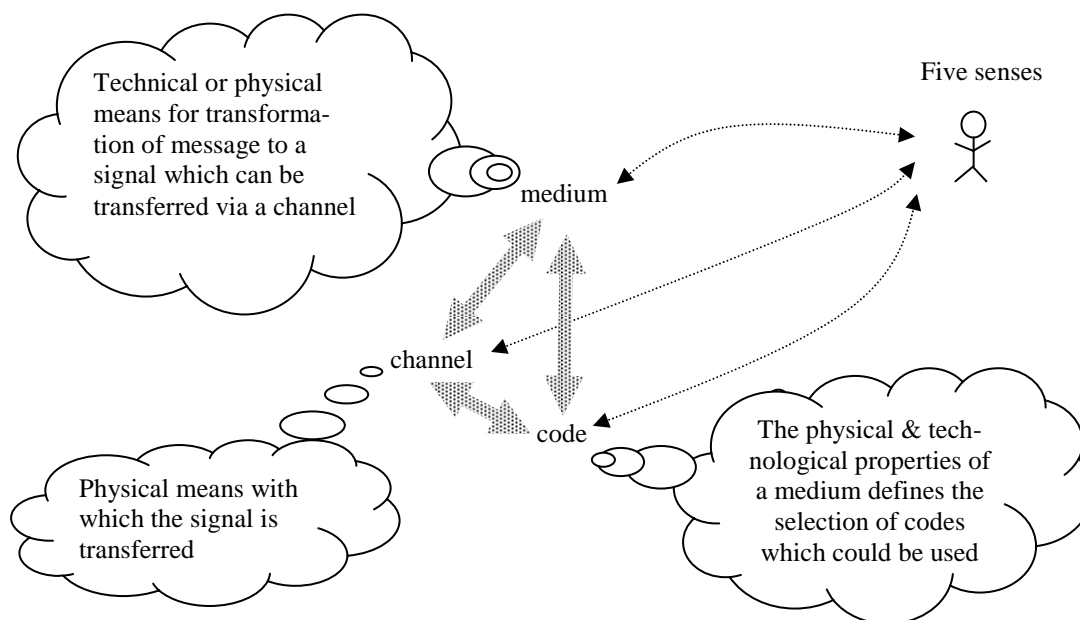 Technical or physical
means for transforma-
tion of message to a
signal which can be
transferred via a channel
Five senses
medium
channel
code
Physical means with
which the signal is
transferred
The physical & tech-
nological properties of
a medium defines the
selection of codes
which could be used